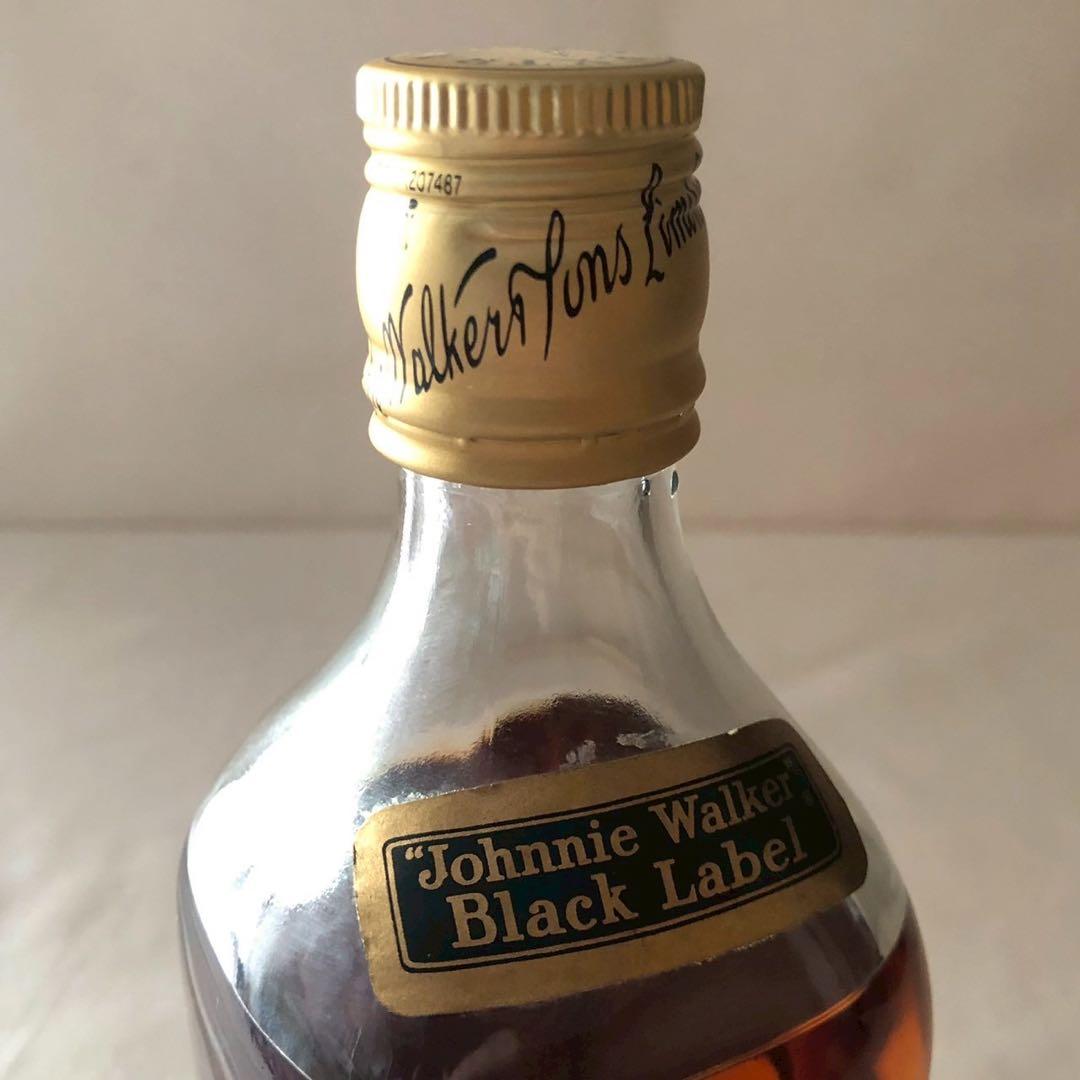 207487
Walker & Sons Limi
"Johnnie Walker"
Black Label